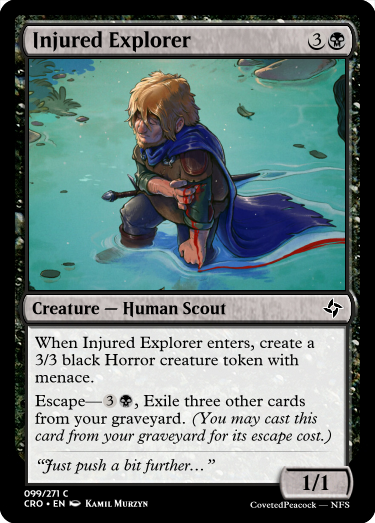 Injured Explorer 3
Creature — Human Scout
When Injured Explorer enters, create a
3/3 black Horror creature token with
menace.
Escape—3, Exile three other cards
from your graveyard. (You may cast this
card from your graveyard for its escape cost.)
“Just push a bit further…”
1/1
099/271 C
CRO • EN Kamil Murzyn
CovetedPeacock — NFS